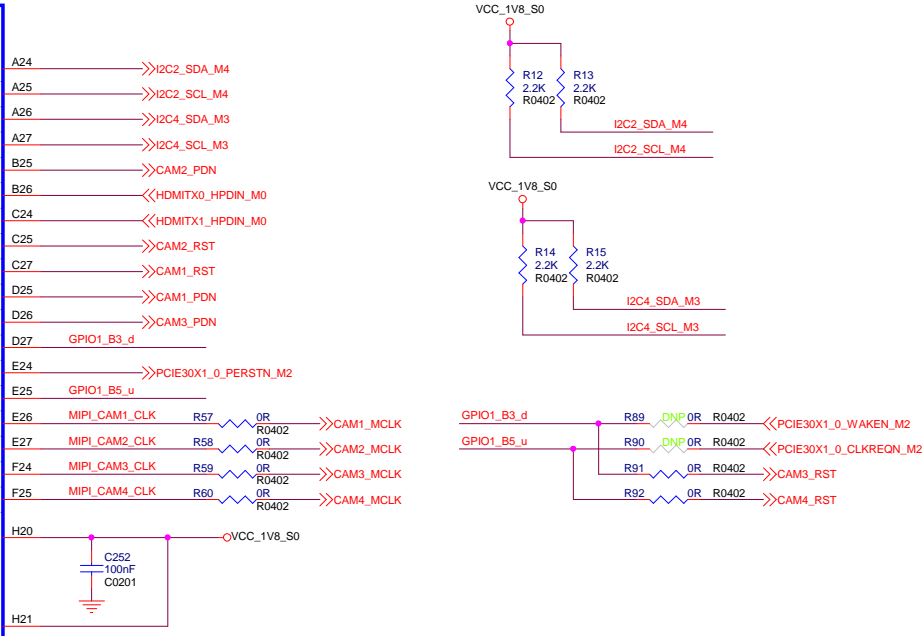 VCC_1V8_S0
R12
2.2K
R0402
R13
2.2K
R0402
I2C2_SDA_M4
I2C2_SCL_M4
VCC_1V8_S0
R14
2.2K
R0402
R15
2.2K
R0402
I2C4_SDA_M3
I2C4_SCL_M3
A24 I2C2_SDA_M4
A25 I2C2_SCL_M4
A26 I2C4_SDA_M3
A27 I2C4_SCL_M3
B25 CAM2_PDN
B26 HDMITX0_HPDIN_M0
C24 HDMITX1_HPDIN_M0
C25 CAM2_RST
C27 CAM1_RST
D25 CAM1_PDN
D26 CAM3_PDN
D27 GPIO1_B3_d
E24 PCIE30X1_0_PERSTN_M2
E25 GPIO1_B5_u
E26 MIPI_CAM1_CLK R57 0R R0402 CAM1_MCLK
E27 MIPI_CAM2_CLK R58 0R R0402 CAM2_MCLK
F24 MIPI_CAM3_CLK R59 0R R0402 CAM3_MCLK
F25 MIPI_CAM4_CLK R60 0R R0402 CAM4_MCLK
GPIO1_B3_d R89 DNP 0R R0402 PCIE30X1_0_WAKEN_M2
GPIO1_B5_u R90 DNP 0R R0402 PCIE30X1_0_CLKREQN_M2
R91 0R R0402 CAM3_RST
R92 0R R0402 CAM4_RST
H20 VCC_1V8_S0
C252
100nF
C0201
H21